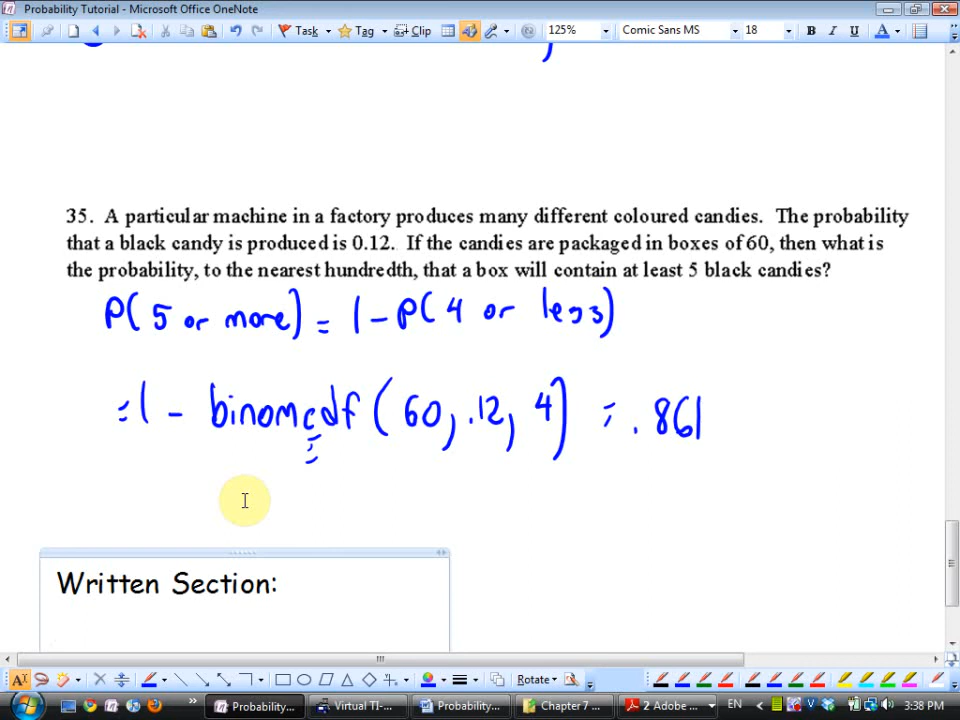 Probability Tutorial - Microsoft Office OneNote
Task Tag Clip 125% Comic Sans MS 18 B I U A
35. A particular machine in a factory produces many different coloured candies. The probability
that a black candy is produced is 0.12. If the candies are packaged in boxes of 60, then what is
the probability, to the nearest hundredth, that a box will contain at least 5 black candies?
P( 5 or more) = 1 - P( 4 or less)
= 1 - binomcdf ( 60, .12, 4) = .861
Written Section:
Rotate
Probability... Virtual TI-... Probability... Chapter 7 ... 2 Adobe ... EN 3:38 PM